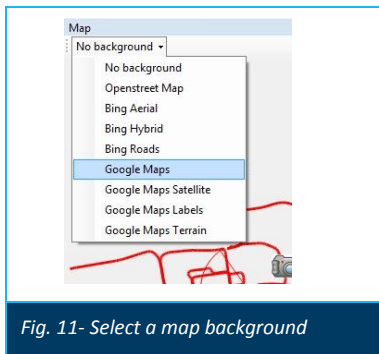 Map
No background
No background
Openstreet Map
Bing Aerial
Bing Hybrid
Bing Roads
Google Maps
Google Maps Satellite
Google Maps Labels
Google Maps Terrain
Fig. 11- Select a map background